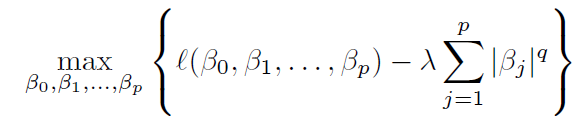 max_{β_0,β_1,...,β_p} { ℓ(β_0, β_1, . . . , β_p) − λ ∑_{j=1}^{p} |β_j|^q }